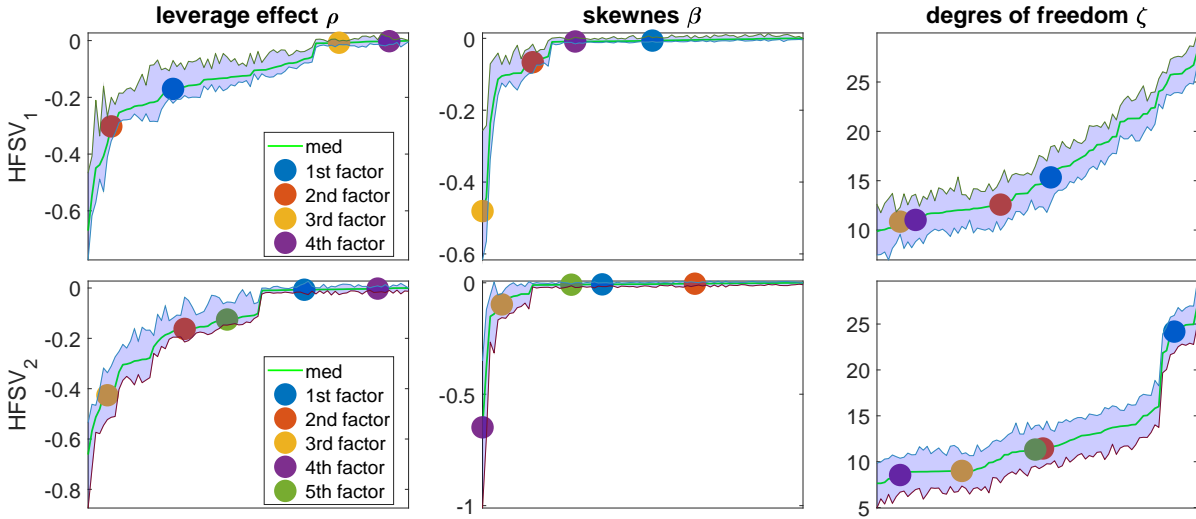 leverage effect ρ
skewnes β
degres of freedom ζ
HFSV1
0
-0.2
-0.4
-0.6
med
1st factor
2nd factor
3rd factor
4th factor
0
-0.2
-0.4
-0.6
25
20
15
10
HFSV2
0
-0.2
-0.4
-0.6
-0.8
med
1st factor
2nd factor
3rd factor
4th factor
5th factor
0
-0.5
-1
25
20
15
10
5